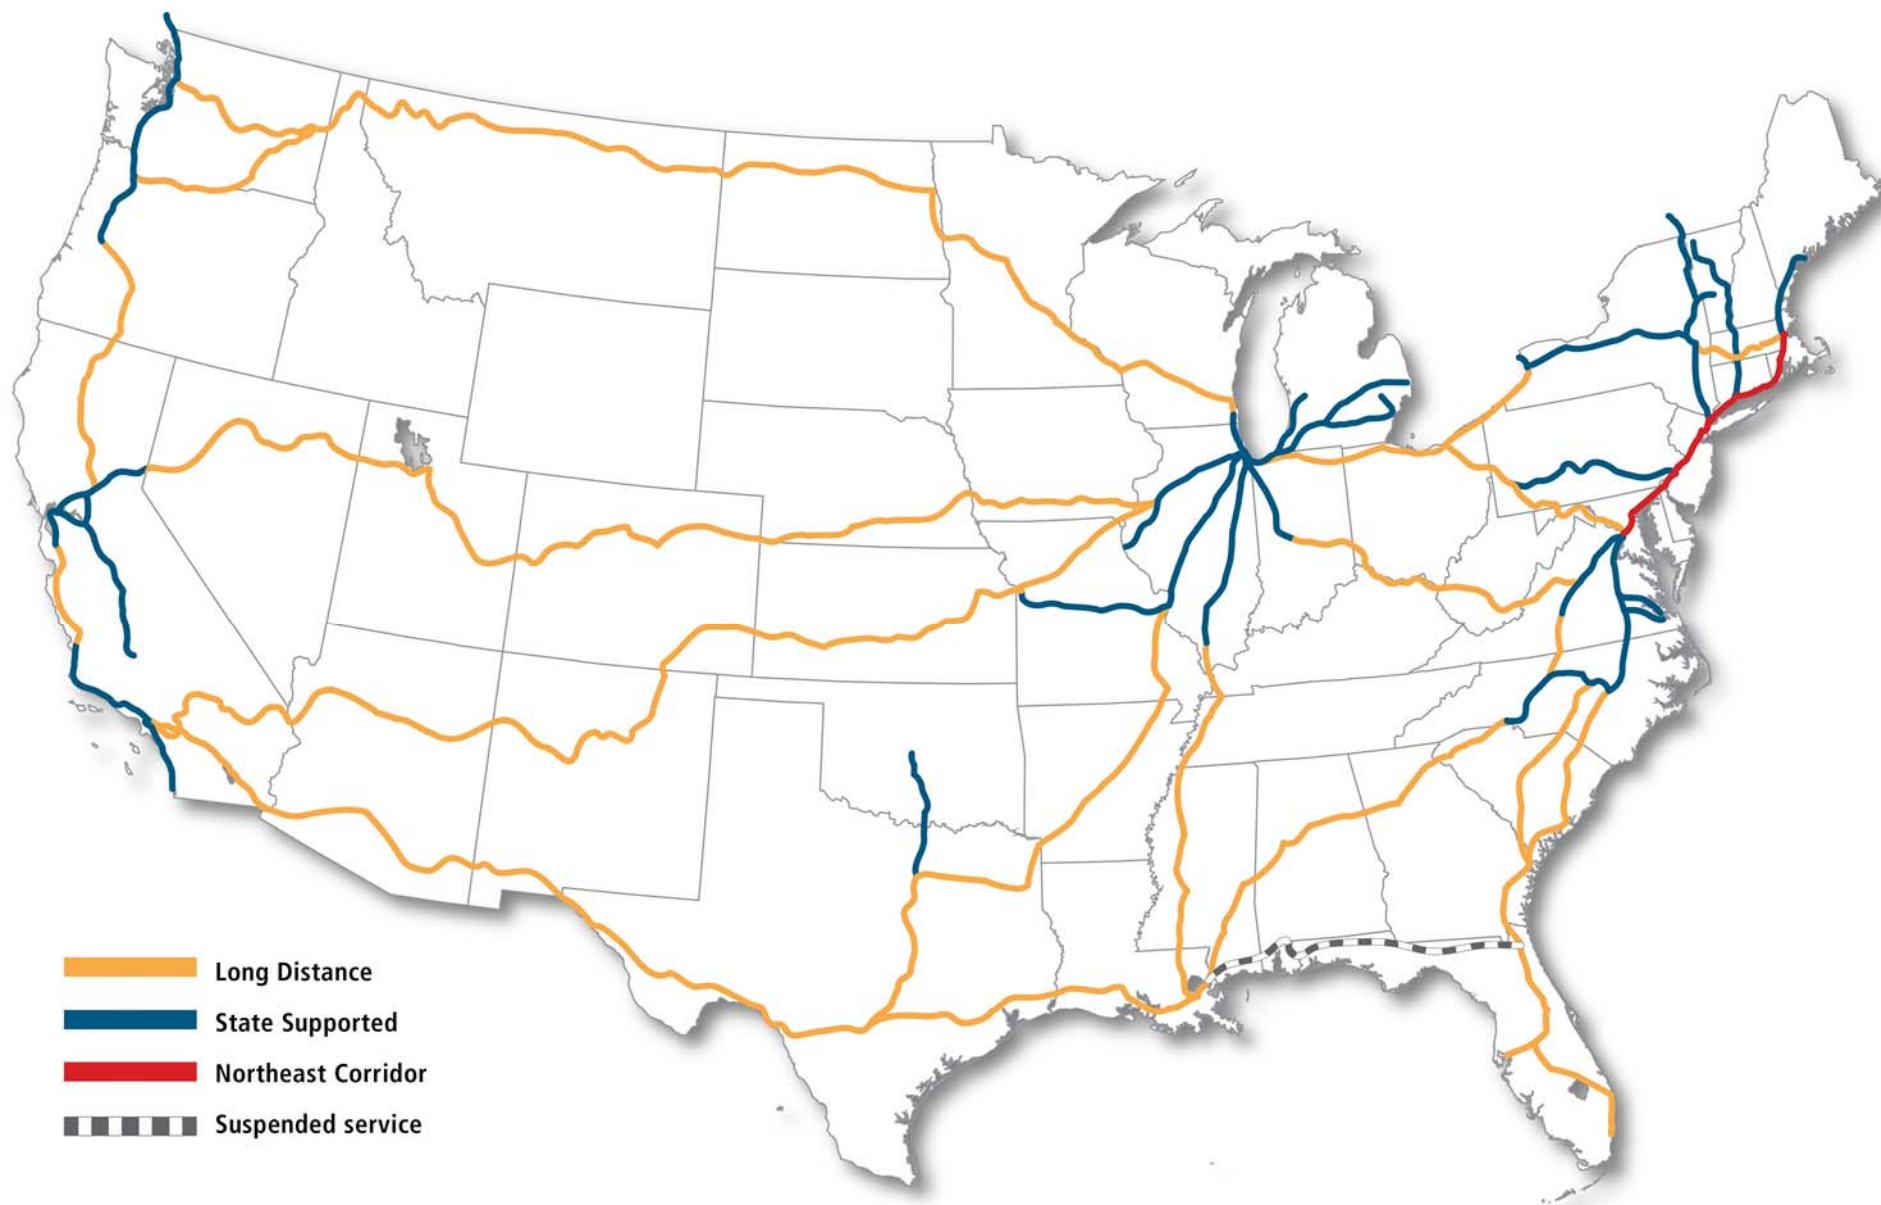 Long Distance
State Supported
Northeast Corridor
Suspended service